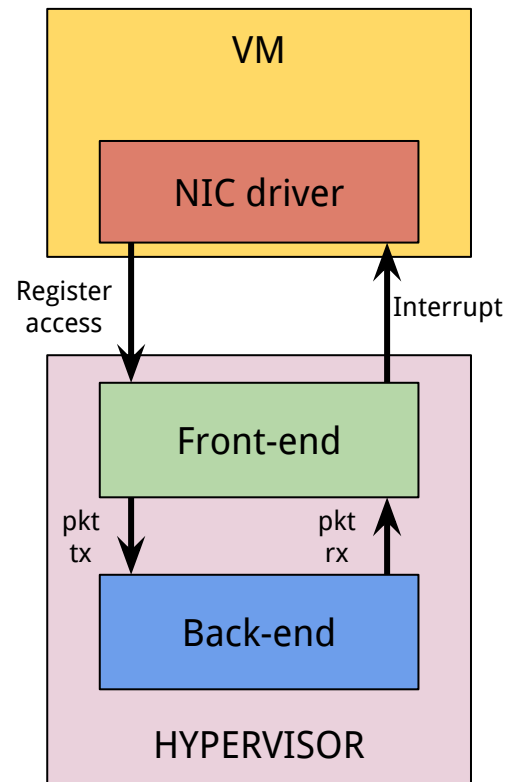 VM
NIC driver
Register
access
Interrupt
Front-end
pkt
tx
pkt
rx
Back-end
HYPERVISOR